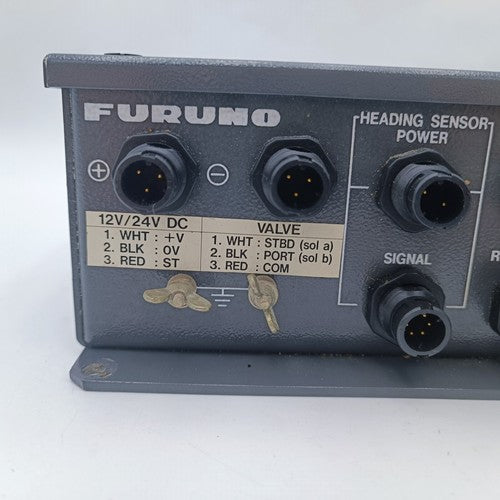 FURUNO
HEADING SENSOR
POWER
+ −
12V/24V DC
1. WHT : +V
2. BLK : 0V
3. RED : ST
VALVE
1. WHT : STBD (sol a)
2. BLK : PORT (sol b)
3. RED : COM
SIGNAL
R